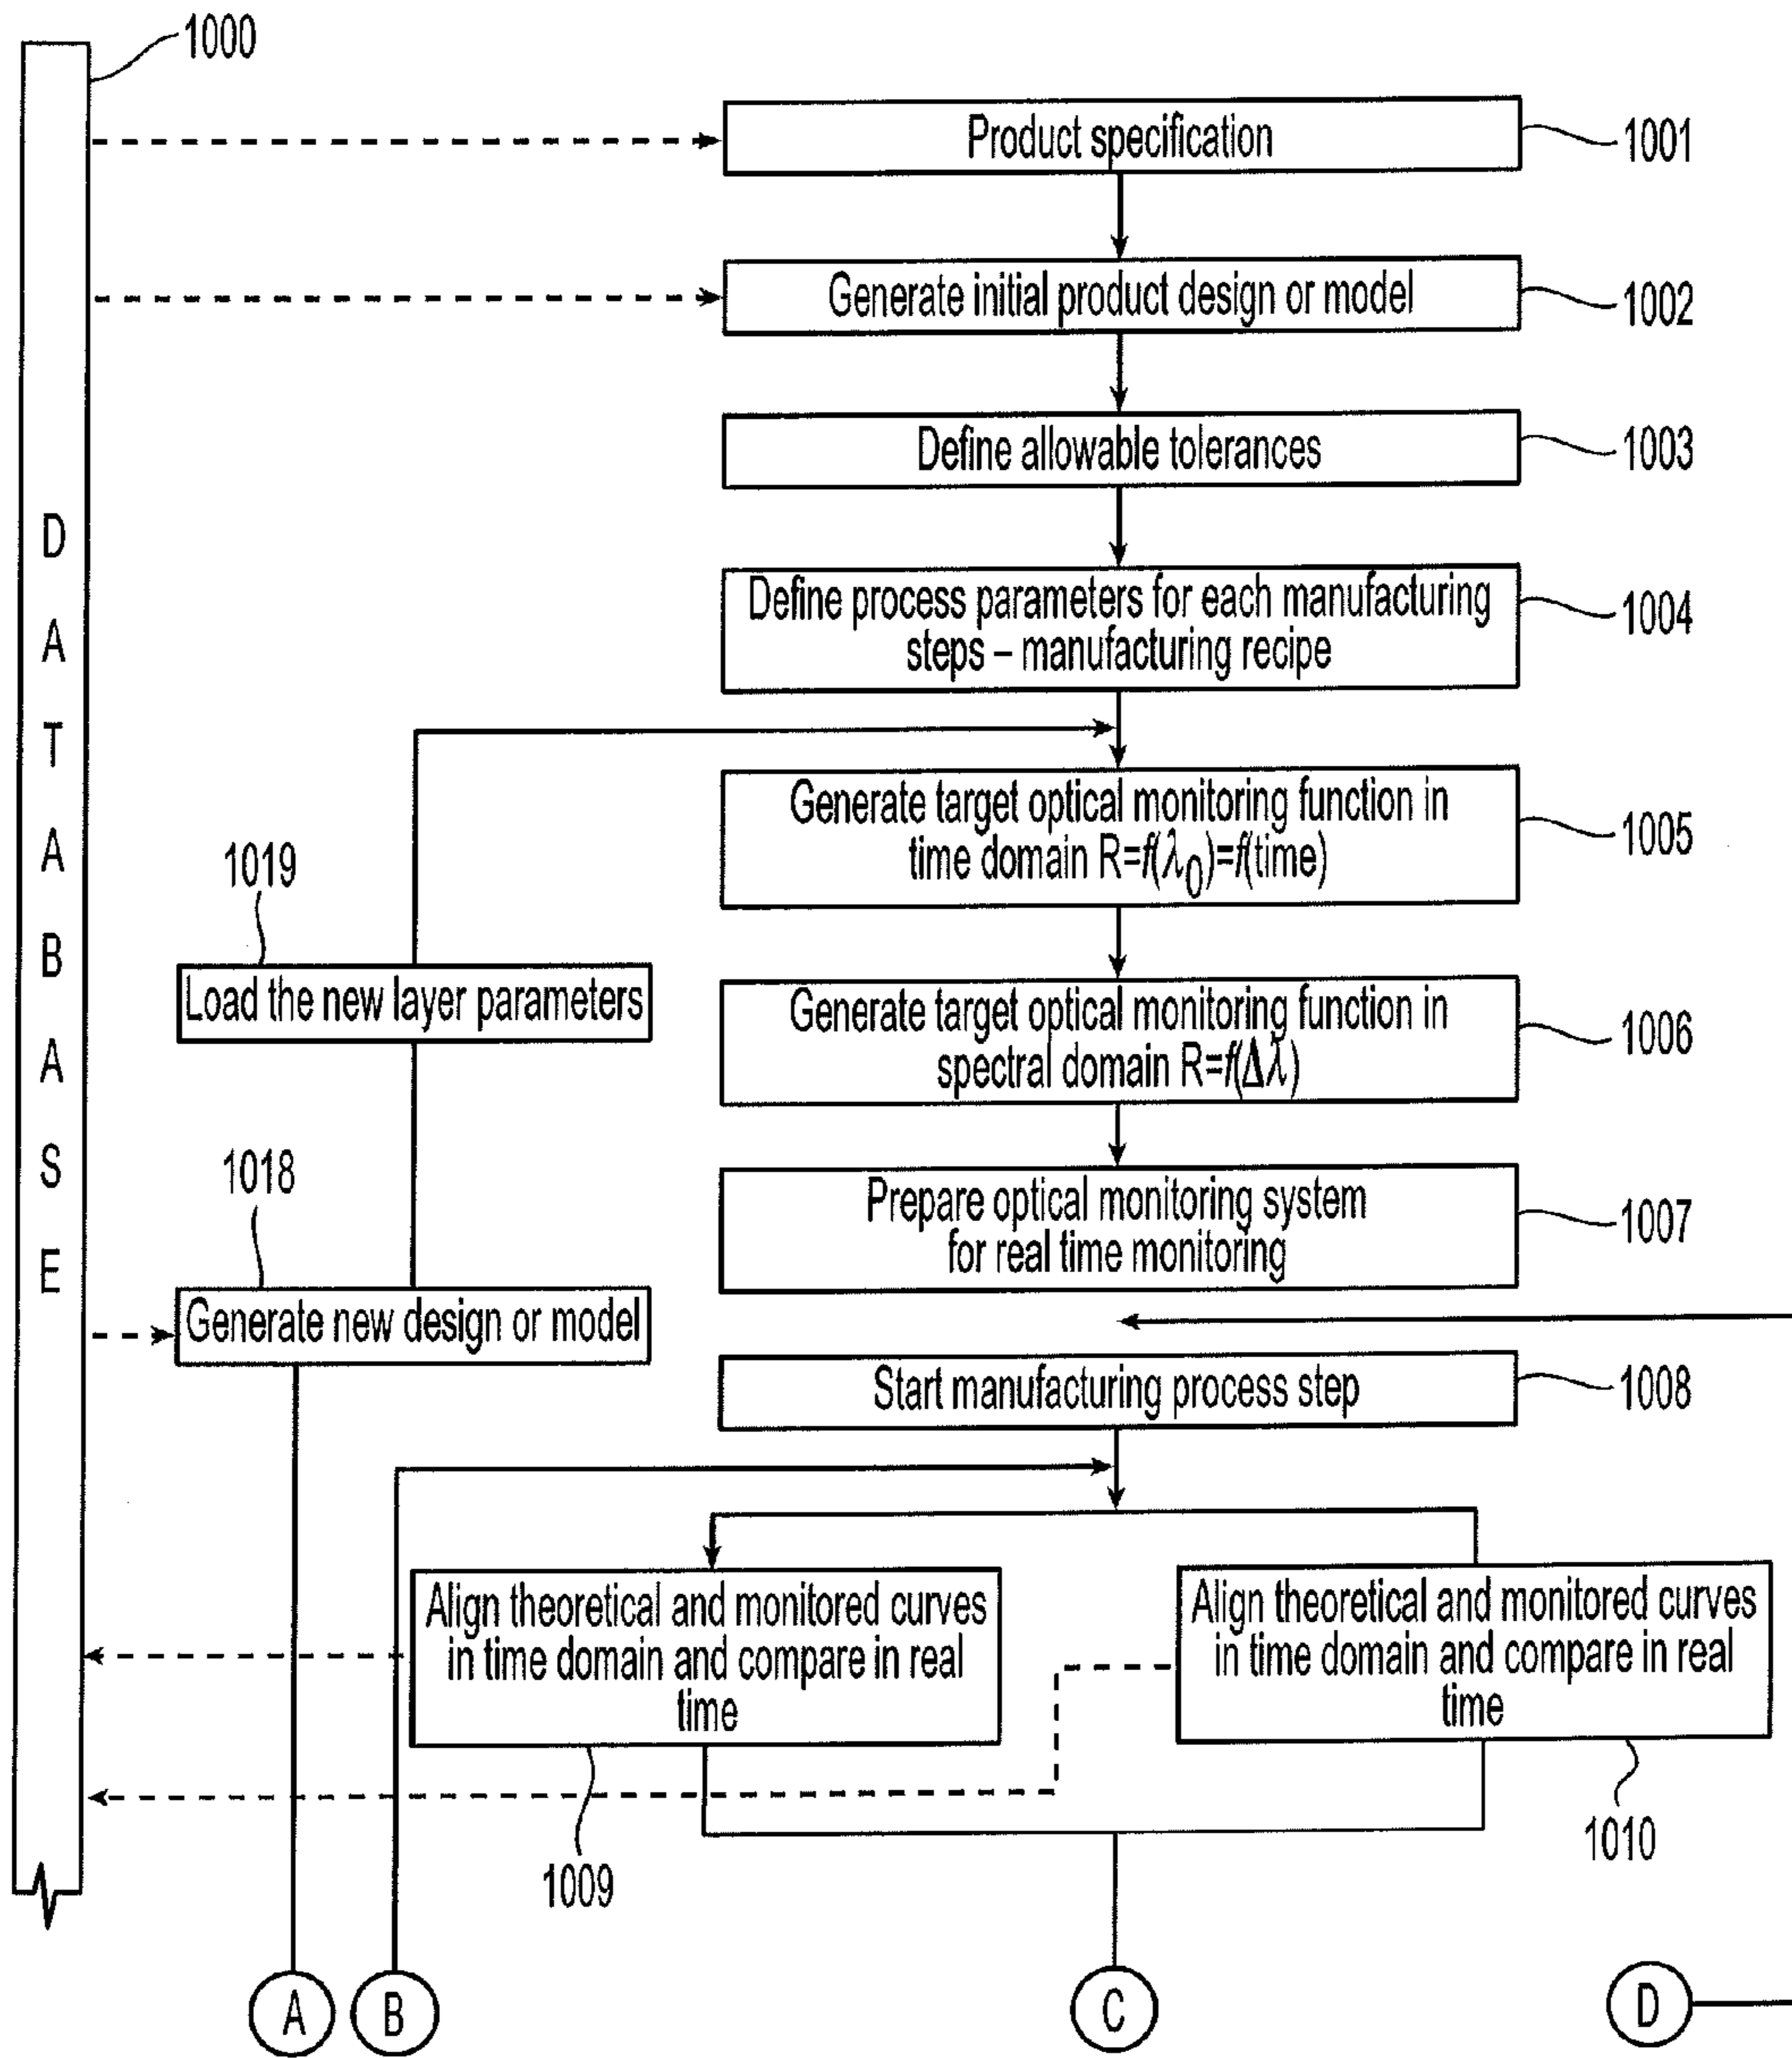 1000
DATABASE
Product specification
1001
Generate initial product design or model
1002
Define allowable tolerances
1003
Define process parameters for each manufacturing
steps – manufacturing recipe
1004
Generate target optical monitoring function in
time domain R=f(λ0)=f(time)
1005
1019
Load the new layer parameters
Generate target optical monitoring function in
spectral domain R=f(Δλ)
1006
1018
Generate new design or model
Prepare optical monitoring system
for real time monitoring
1007
Start manufacturing process step
1008
Align theoretical and monitored curves
in time domain and compare in real
time
1009
Align theoretical and monitored curves
in time domain and compare in real
time
1010
A
B
C
D